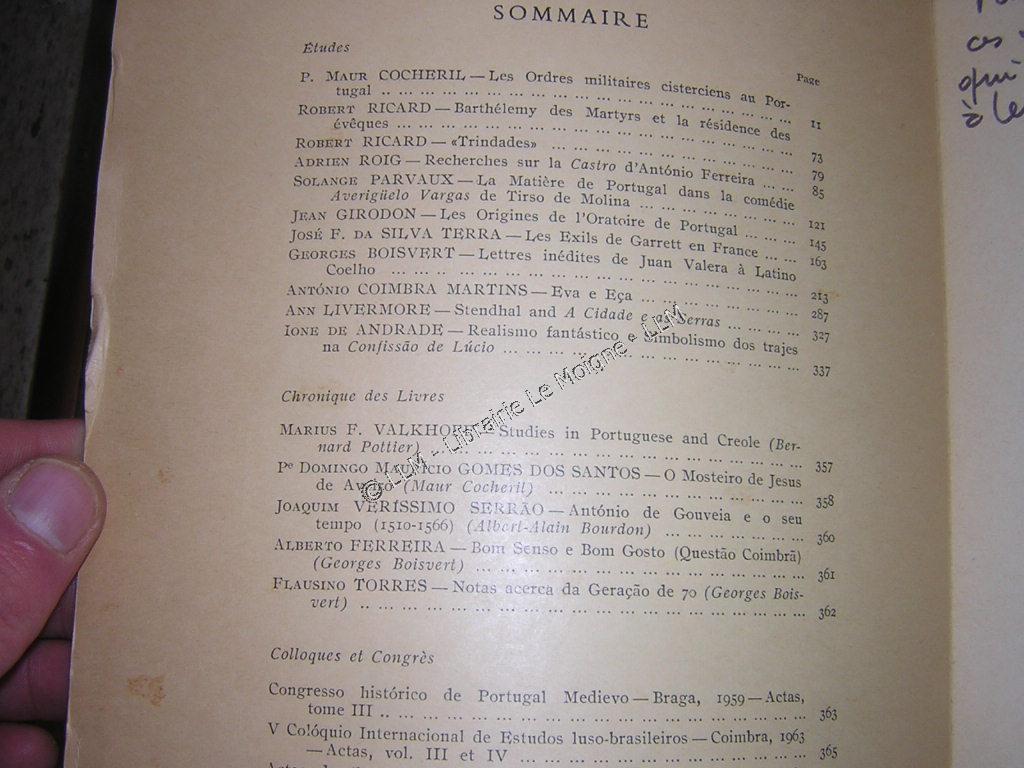 SOMMAIRE
Études
Page
P. MAUR COCHERIL — Les Ordres militaires cisterciens au Por-
tugal ... ... ... ... ... ... ... ... ... ... ... ... ... 11
ROBERT RICARD — Barthélemy des Martyrs et la résidence des
évêques ... ... ... ... ... ... ... ... ... ... ... ... ... 73
ROBERT RICARD — «Trindades» ... ... ... ... ... ... ... ... 79
ADRIEN ROIG — Recherches sur la Castro d'António Ferreira ... ... 85
SOLANGE PARVAUX — La Matière de Portugal dans la comédie
Averigüelo Vargas de Tirso de Molina ... ... ... ... ... ... 121
JEAN GIRODON — Les Origines de l'Oratoire de Portugal ... ... ... 145
JOSÉ F. DA SILVA TERRA — Les Exils de Garrett en France ... ... 163
GEORGES BOISVERT — Lettres inédites de Juan Valera à Latino
Coelho ... ... ... ... ... ... ... ... ... ... ... ... ... 213
ANTÓNIO COIMBRA MARTINS — Eva e Eça ... ... ... ... ... ... 287
ANN LIVERMORE — Stendhal and A Cidade e as Serras ... ... ... 327
IONE DE ANDRADE — Realismo fantástico e Simbolismo dos trajes
na Confissão de Lúcio ... ... ... ... ... ... ... ... ... ... 337
Chronique des Livres
MARIUS F. VALKHOFF — Studies in Portuguese and Creole (Ber-
nard Pottier) ... ... ... ... ... ... ... ... ... ... ... ... 357
Pe DOMINGO MAURÍCIO GOMES DOS SANTOS — O Mosteiro de Jesus
de Aveiro (Maur Cocheril) ... ... ... ... ... ... ... ... ... 358
JOAQUIM VERÍSSIMO SERRÃO — António de Gouveia e o seu
tempo (1510-1566) (Albert-Alain Bourdon) ... ... ... ... ... 360
ALBERTO FERREIRA — Bom Senso e Bom Gosto (Questão Coimbrã)
(Georges Boisvert) ... ... ... ... ... ... ... ... ... ... ... 361
FLAUSINO TORRES — Notas acerca da Geração de 70 (Georges Bois-
vert) ... ... ... ... ... ... ... ... ... ... ... ... ... ... 362
Colloques et Congrès
Congresso histórico de Portugal Medievo — Braga, 1959 — Actas,
tome III ... ... ... ... ... ... ... ... ... ... ... ... ... 363
V Colóquio Internacional de Estudos luso-brasileiros — Coimbra, 1963
— Actas, vol. III et IV ... ... ... ... ... ... ... ... ... ... 365
© LLM - Librairie Le Moigne - LLM
qui
à